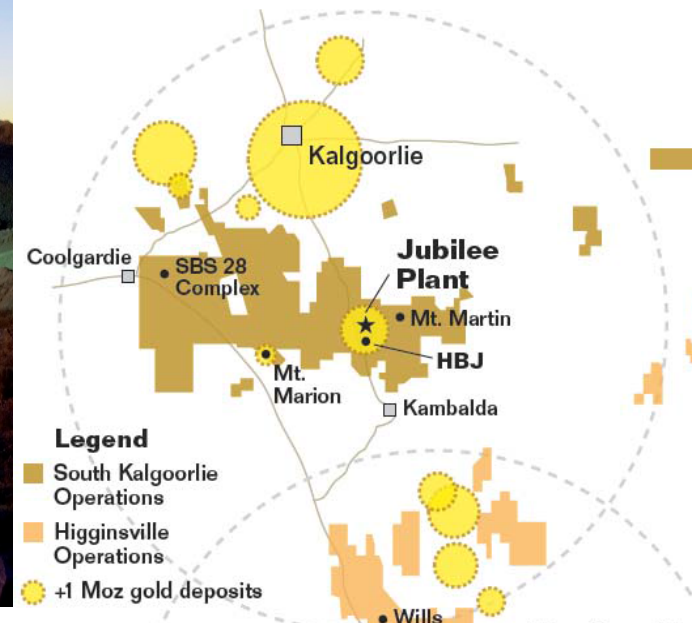 Kalgoorlie
Coolgardie
SBS 28
Complex
Jubilee
Plant
Mt. Martin
HBJ
Mt.
Marion
Kambalda
Legend
South Kalgoorlie
Operations
Higginsville
Operations
+1 Moz gold deposits
Wills